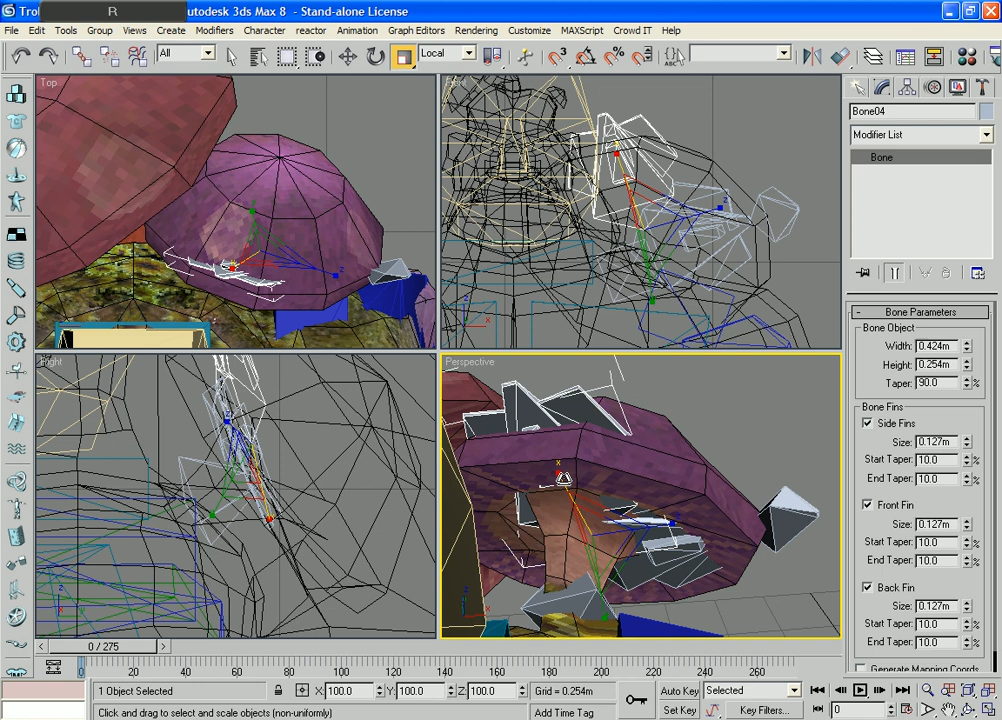 Trol
R
utodesk 3ds Max 8 - Stand-alone License
File Edit Tools Group Views Create Modifiers Character reactor Animation Graph Editors Rendering Customize MAXScript Crowd IT Help
All
Local
Top
Bone04
Modifier List
Bone
Bone Parameters
Bone Object
Width: 0.424m
Height: 0.254m
Taper: 90.0 %
Bone Fins
Side Fins
Size: 0.127m
Start Taper: 10.0 %
End Taper: 10.0 %
Front Fin
Size: 0.127m
Start Taper: 10.0 %
End Taper: 10.0 %
Back Fin
Size: 0.127m
Start Taper: 10.0 %
End Taper: 10.0 %
Generate Mapping Coords
Right
Perspective
< 0 / 275 >
0 20 40 60 80 100 120 140 160 180 200 220 240 260
1 Object Selected X: 100.0 Y: 100.0 Z: 100.0 Grid = 0.254m Auto Key Selected
Click and drag to select and scale objects (non-uniformly) Add Time Tag Set Key Key Filters... 0